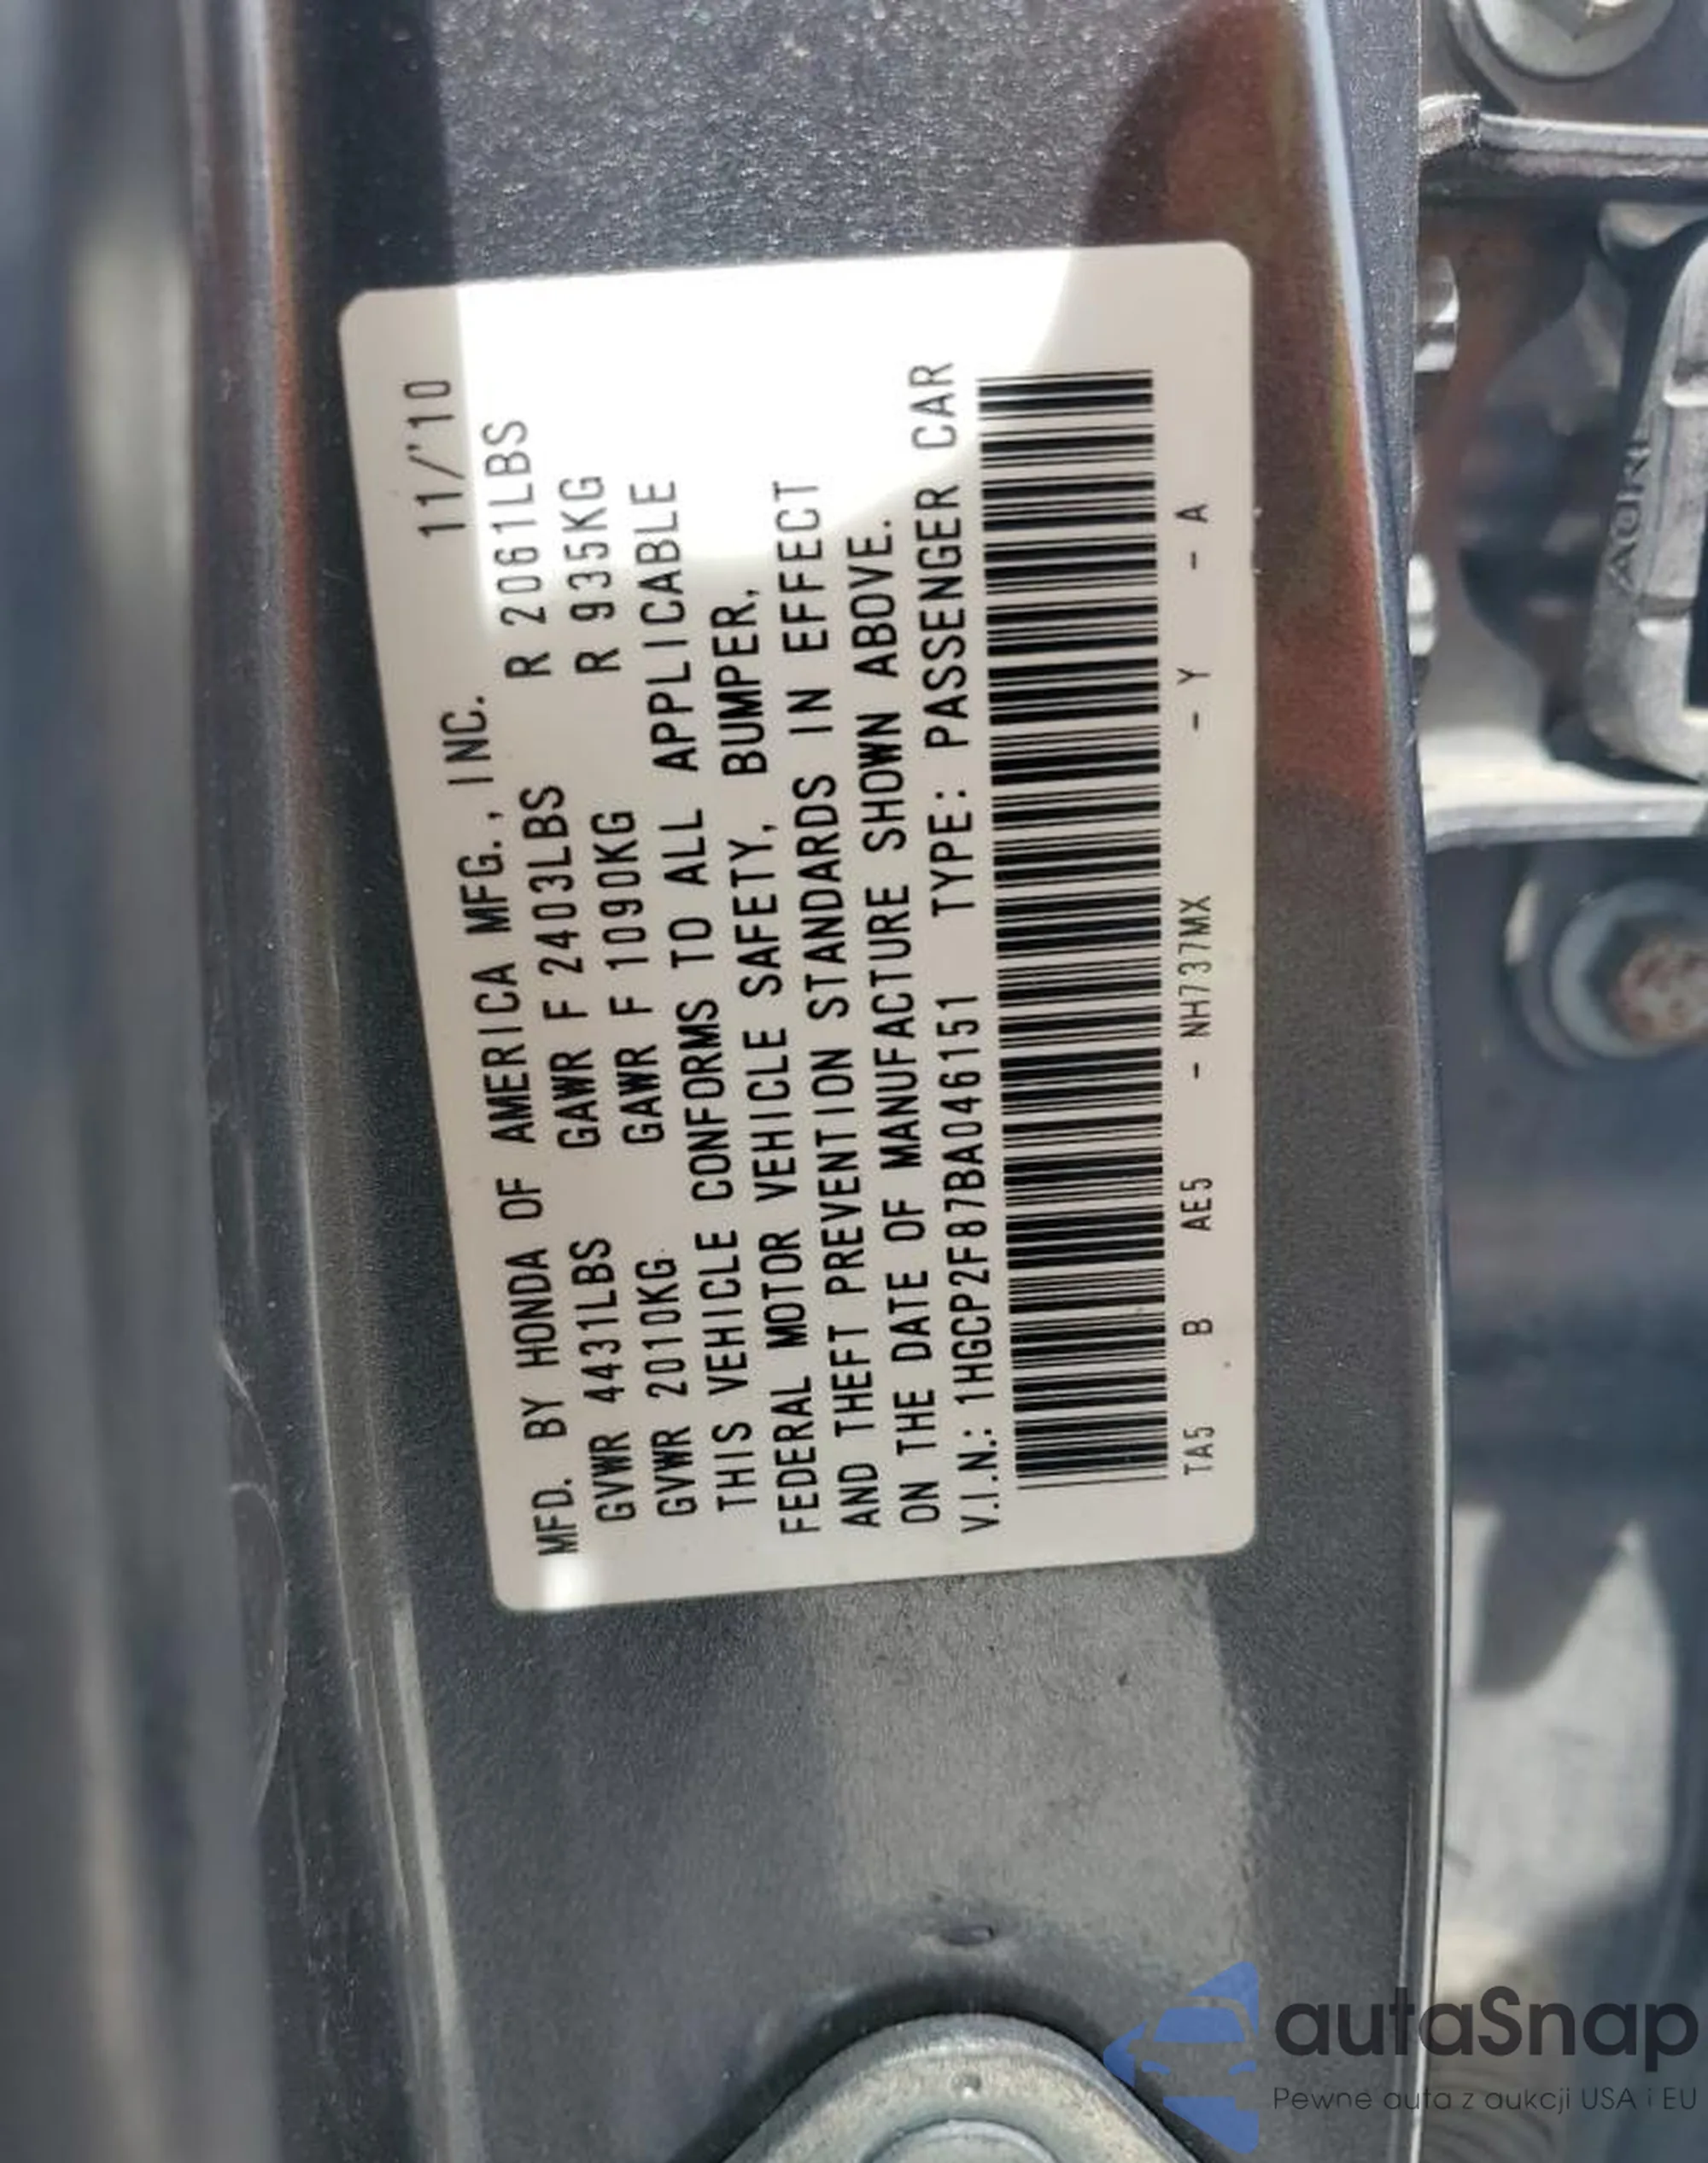 MFD. BY HONDA OF AMERICA MFG., INC. 11/'10
GVWR 4431LBS GAWR F 2403LBS R 2061LBS
GVWR 2010KG GAWR F 1090KG R 935KG
THIS VEHICLE CONFORMS TO ALL APPLICABLE
FEDERAL MOTOR VEHICLE SAFETY, BUMPER,
AND THEFT PREVENTION STANDARDS IN EFFECT
ON THE DATE OF MANUFACTURE SHOWN ABOVE.
V.I.N.: 1HGCP2F87BA046151 TYPE: PASSENGER CAR
TA5 B AE5 - NH737MX - Y - A
autaSnap
Pewne auta z aukcji USA i EU